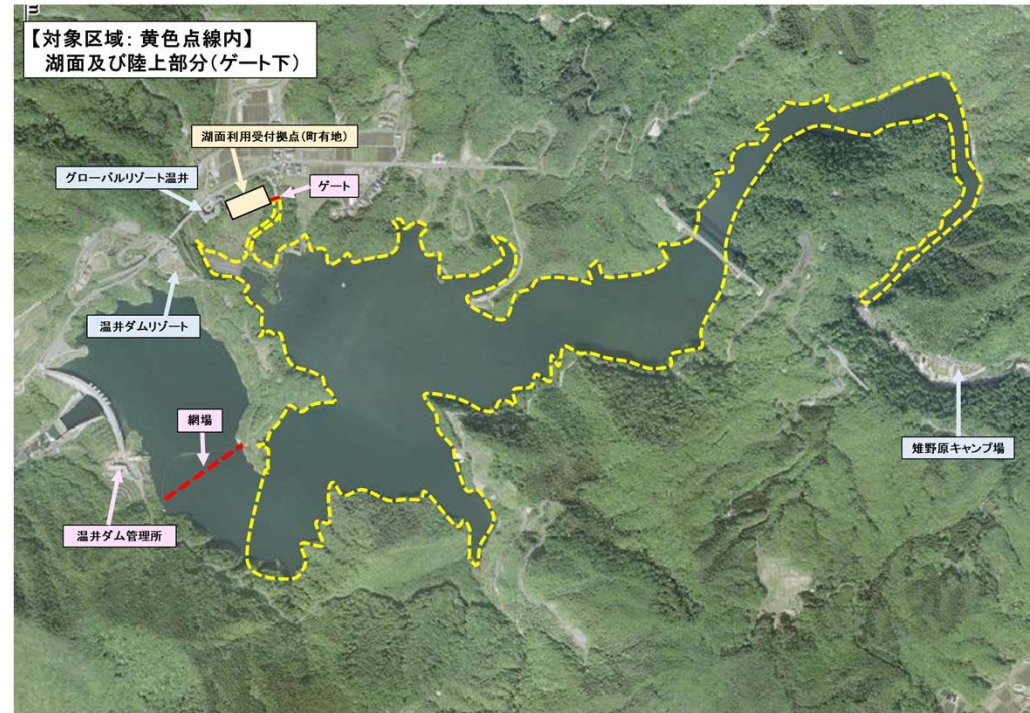 【対象区域：黄色点線内】
湖面及び陸上部分（ゲート下）
湖面利用受付拠点（町有地）
グローバルリゾート温井
ゲート
温井ダムリゾート
網場
雉野原キャンプ場
温井ダム管理所